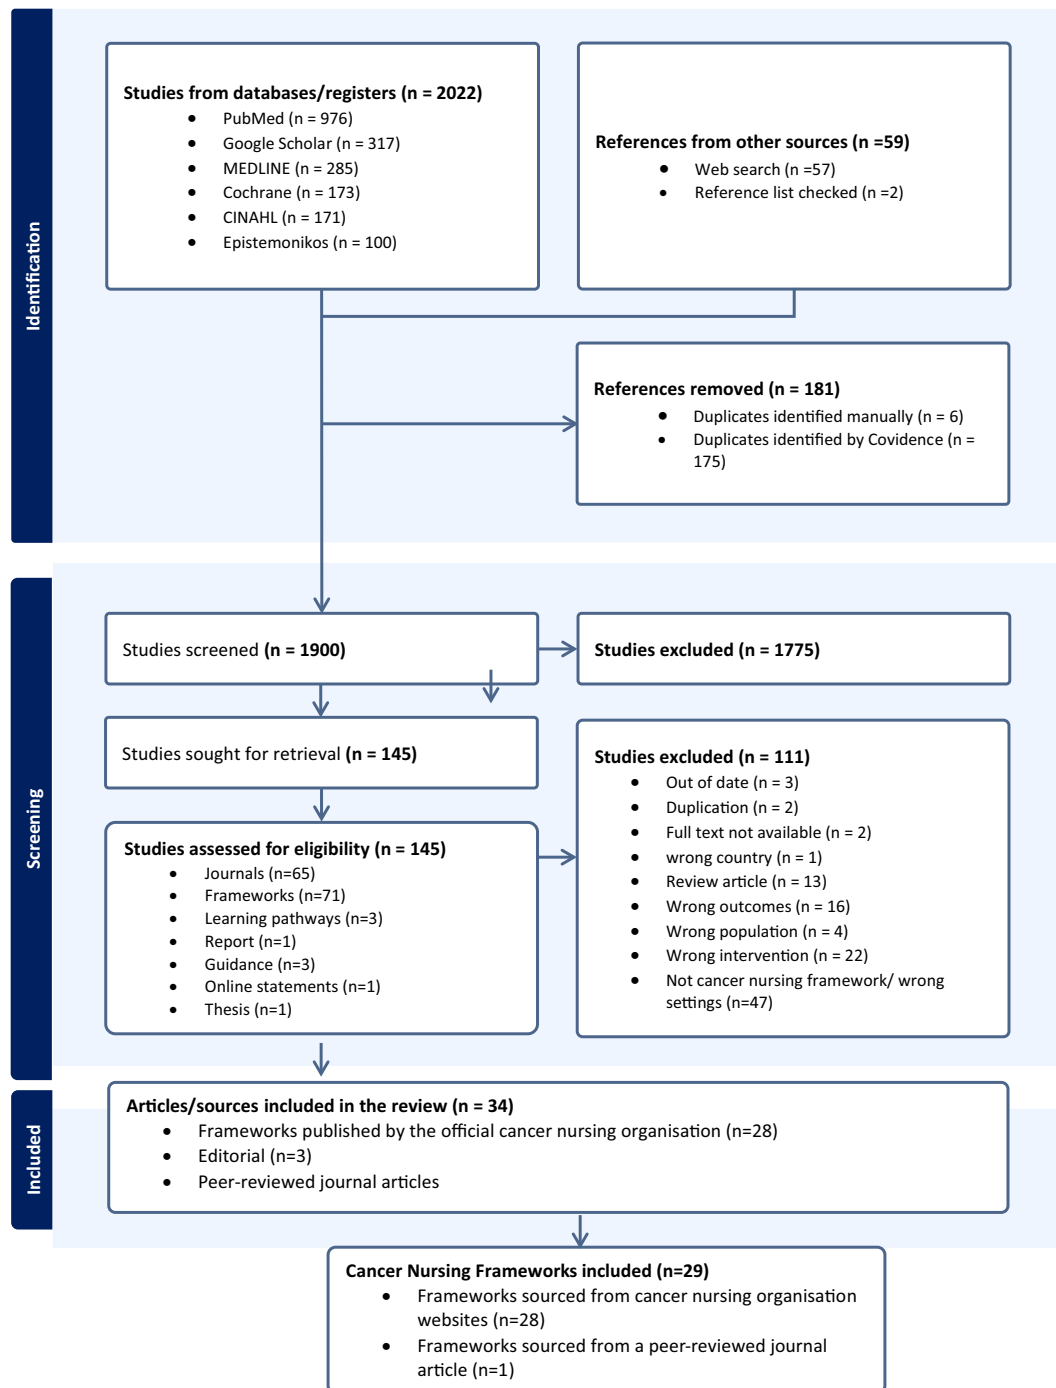 Identification
Studies from databases/registers (n = 2022)
• PubMed (n = 976)
• Google Scholar (n = 317)
• MEDLINE (n = 285)
• Cochrane (n = 173)
• CINAHL (n = 171)
• Epistemonikos (n = 100)
References from other sources (n =59)
• Web search (n =57)
• Reference list checked (n =2)
References removed (n = 181)
• Duplicates identified manually (n = 6)
• Duplicates identified by Covidence (n =
175)
Screening
Studies screened (n = 1900)
Studies excluded (n = 1775)
Studies sought for retrieval (n = 145)
Studies assessed for eligibility (n = 145)
• Journals (n=65)
• Frameworks (n=71)
• Learning pathways (n=3)
• Report (n=1)
• Guidance (n=3)
• Online statements (n=1)
• Thesis (n=1)
Studies excluded (n = 111)
• Out of date (n = 3)
• Duplication (n = 2)
• Full text not available (n = 2)
• wrong country (n = 1)
• Review article (n = 13)
• Wrong outcomes (n = 16)
• Wrong population (n = 4)
• Wrong intervention (n = 22)
• Not cancer nursing framework/ wrong
settings (n=47)
Included
Articles/sources included in the review (n = 34)
• Frameworks published by the official cancer nursing organisation (n=28)
• Editorial (n=3)
• Peer-reviewed journal articles
Cancer Nursing Frameworks included (n=29)
• Frameworks sourced from cancer nursing organisation
websites (n=28)
• Frameworks sourced from a peer-reviewed journal
article (n=1)